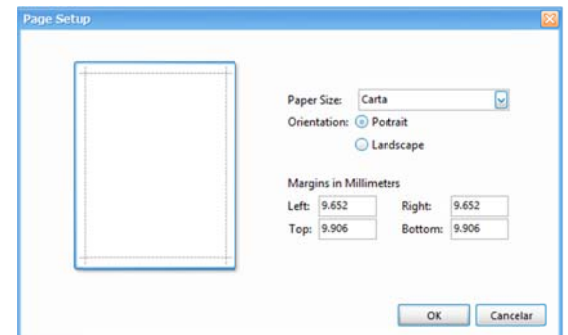 Page Setup
Paper Size: Carta
Orientation: Potrait
Lardscape
Margins in Millimeters
Left: 9.652 Right: 9.652
Top: 9.906 Bottom: 9.906
OK Cancelar